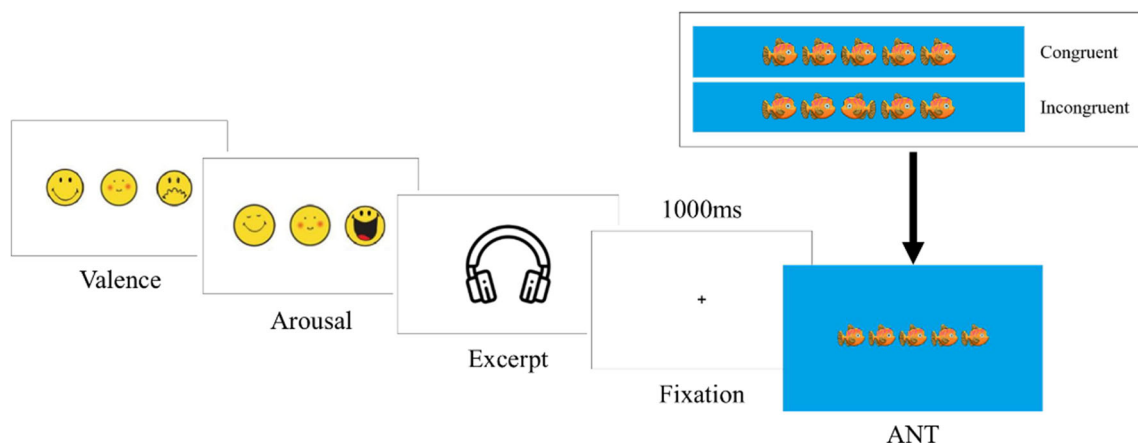 Congruent
Incongruent
Valence
Arousal
Excerpt
1000ms
+
Fixation
ANT